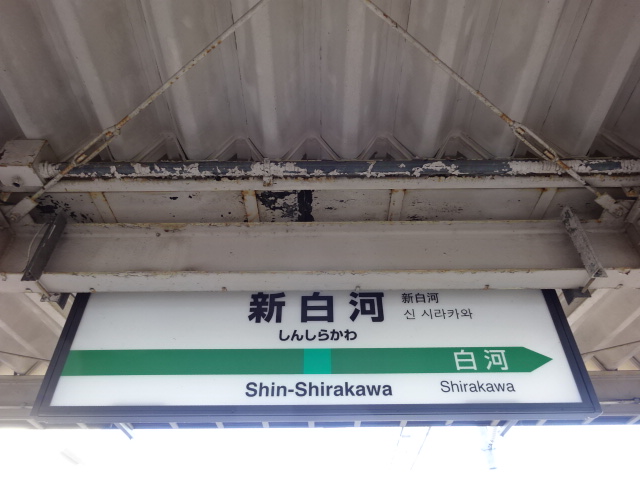 新白河
新白河
신 시라카와
しんしらかわ
白河
Shin-Shirakawa
Shirakawa